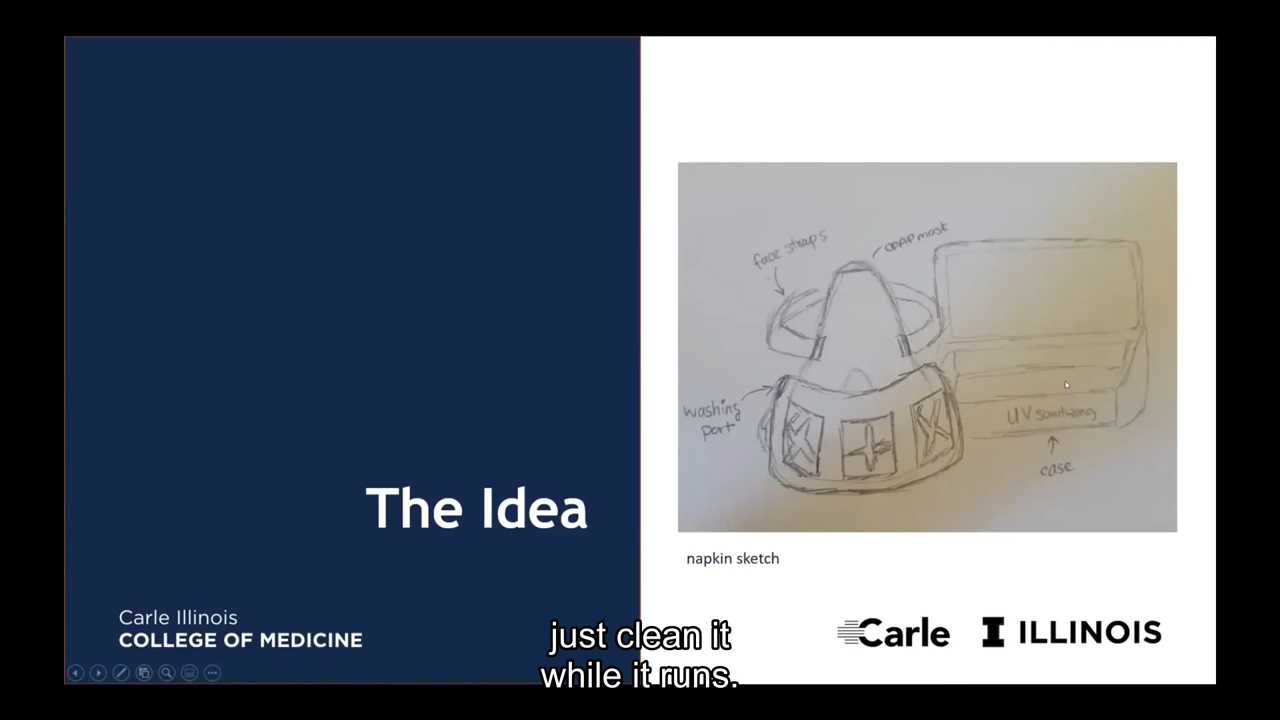 The Idea
Carle Illinois
COLLEGE OF MEDICINE
face straps
CPAP mask
washing
part
UV sanitizing
case
napkin sketch
Carle
I ILLINOIS
just clean it
while it runs.